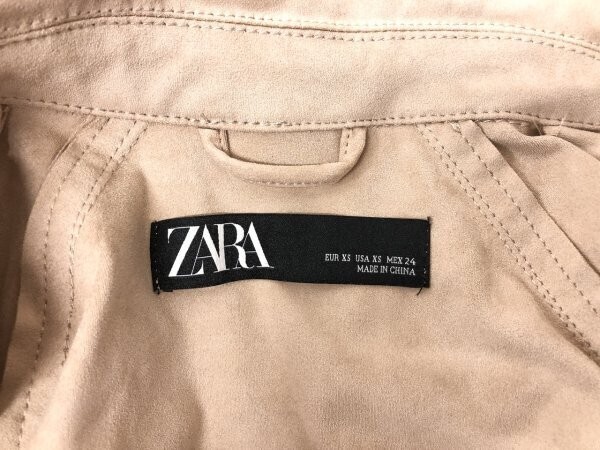 ZARA
EUR XS USA XS MEX 24
MADE IN CHINA